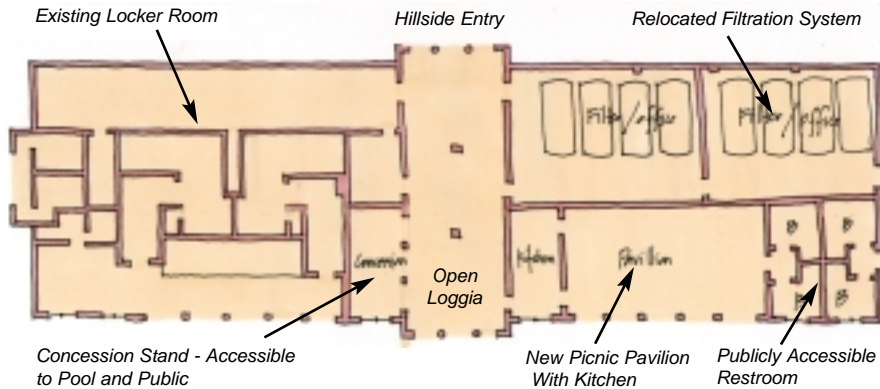 Existing Locker Room
Hillside Entry
Relocated Filtration System
Filter/office
Filter/office
Concession
Open
Loggia
Kitchen
Pavillion
B
B
B
B
Concession Stand - Accessible
to Pool and Public
New Picnic Pavilion
With Kitchen
Publicly Accessible
Restroom